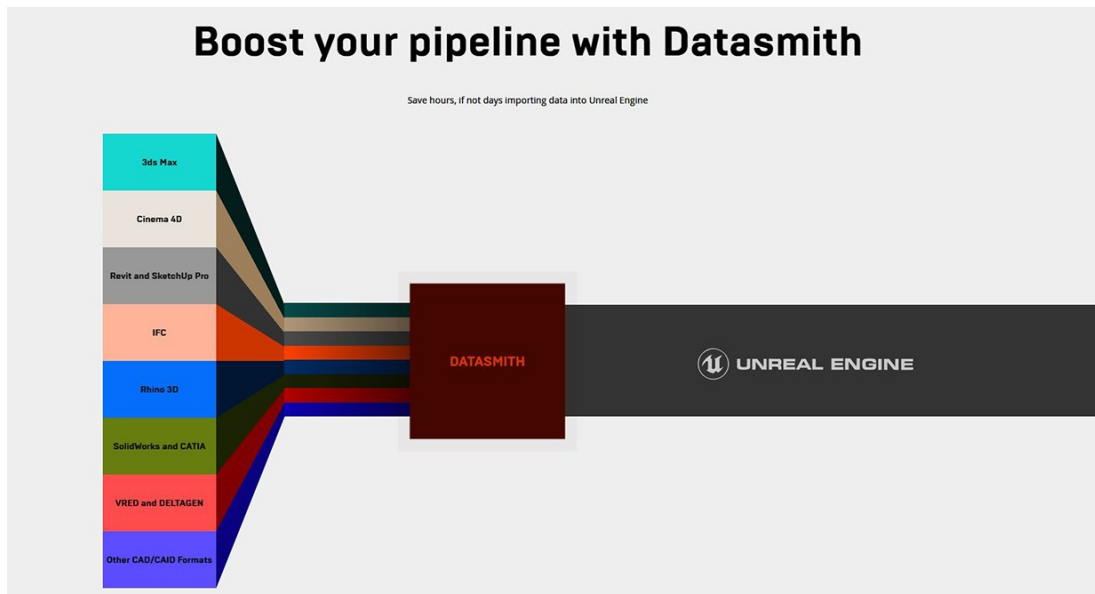 Boost your pipeline with Datasmith
Save hours, if not days importing data into Unreal Engine
3ds Max
Cinema 4D
Revit and SketchUp Pro
IFC
Rhino 3D
SolidWorks and CATIA
VRED and DELTAGEN
Other CAD/CAID Formats
DATASMITH
UNREAL ENGINE